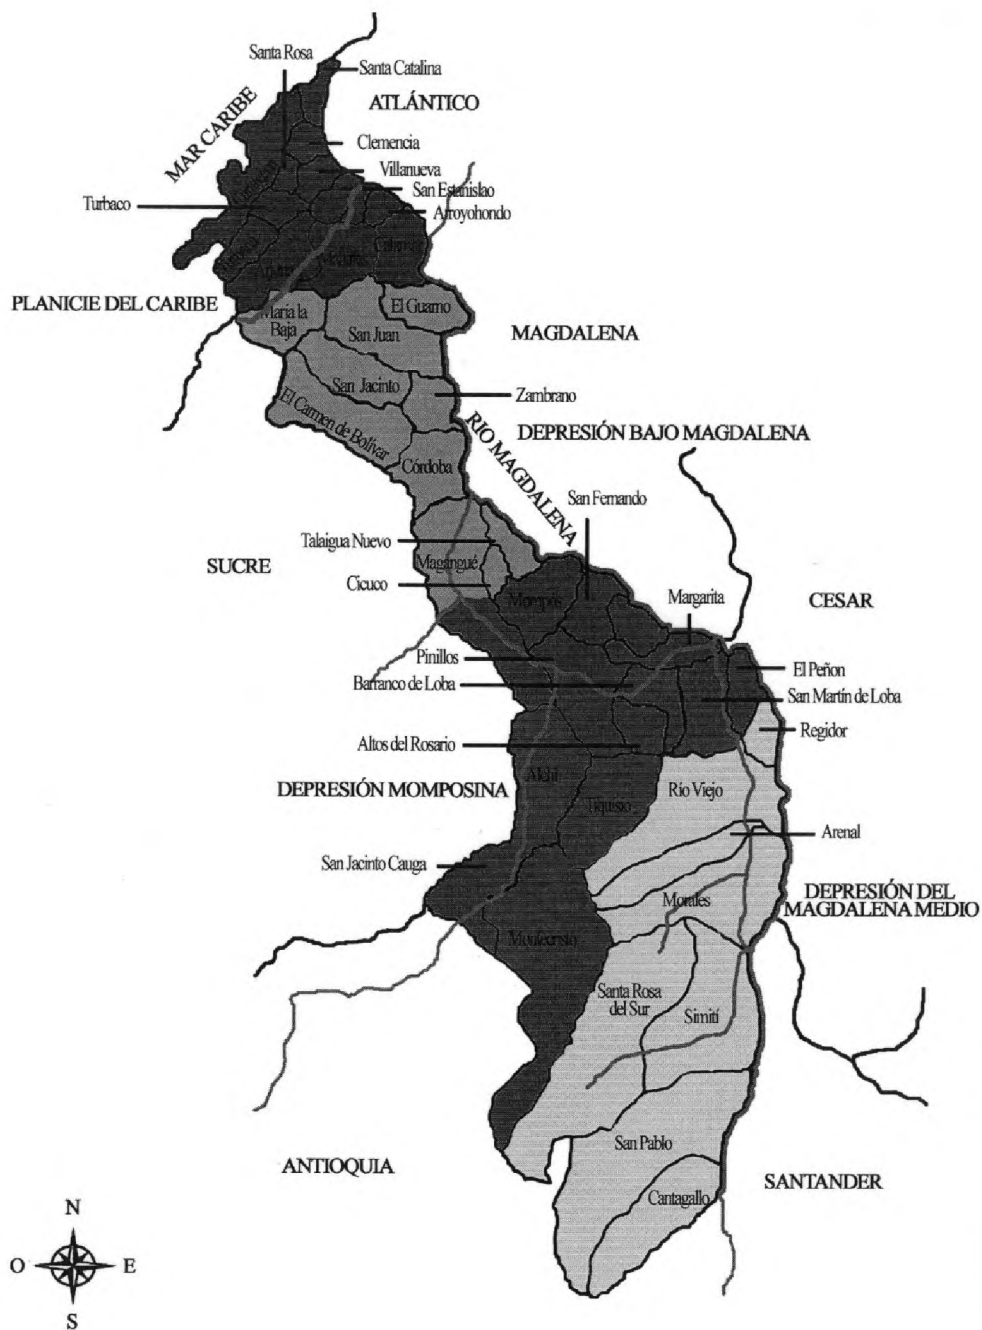 Santa Rosa
Santa Catalina
ATLÁNTICO
MAR CARIBE
Clemencia
Villanueva
San Estanislao
Turbaco
Arroyohondo
Calamar
PLANICIE DEL CARIBE
María la
Baja
El Guamo
San Juan
MAGDALENA
San Jacinto
Zambrano
El Carmen de Bolívar
RIO MAGDALENA
DEPRESIÓN BAJO MAGDALENA
Córdoba
San Fernando
Talaigua Nuevo
SUCRE
Magangué
Cicuco
Mompós
Margarita
CESAR
Pinillos
El Peñon
Barranco de Loba
San Martín de Loba
Regidor
Altos del Rosario
Achí
DEPRESIÓN MOMPOSINA
Rio Viejo
Tiquisio
Arenal
San Jacinto Cauga
DEPRESIÓN DEL
MAGDALENA MEDIO
Morales
Montecristo
Santa Rosa
del Sur
Simití
San Pablo
ANTIOQUIA
SANTANDER
Cantagallo
N
O
E
S